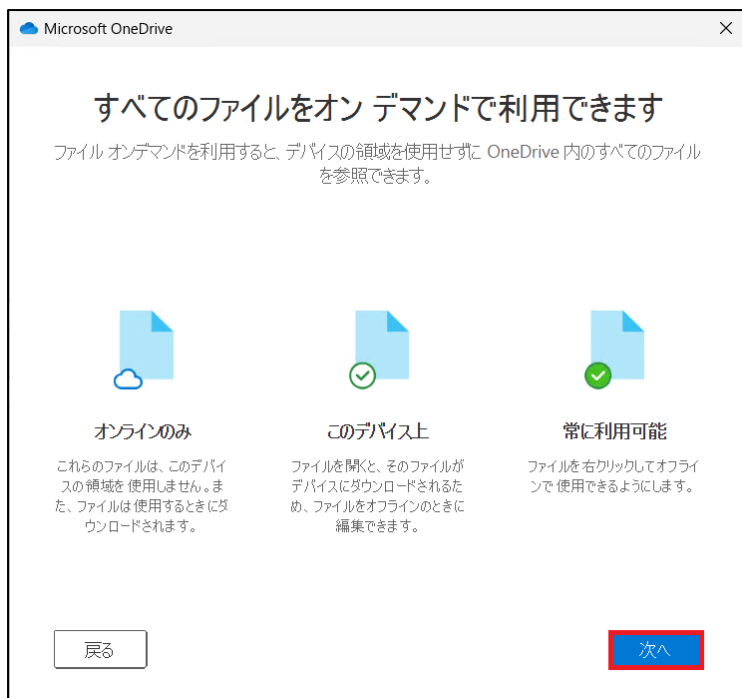 Microsoft OneDrive
すべてのファイルをオン デマンドで利用できます
ファイル オンデマンドを利用すると、デバイスの領域を使用せずに OneDrive 内のすべてのファイル
を参照できます。
オンラインのみ
これらのファイルは、このデバイ
スの領域を使用しません。ま
た、ファイルは使用するときにダ
ウンロードされます。
このデバイス上
ファイルを開くと、そのファイルが
デバイスにダウンロードされるた
め、ファイルをオフラインのときに
編集できます。
常に利用可能
ファイルを右クリックしてオフライ
ンで使用できるようにします。
戻る
次へ